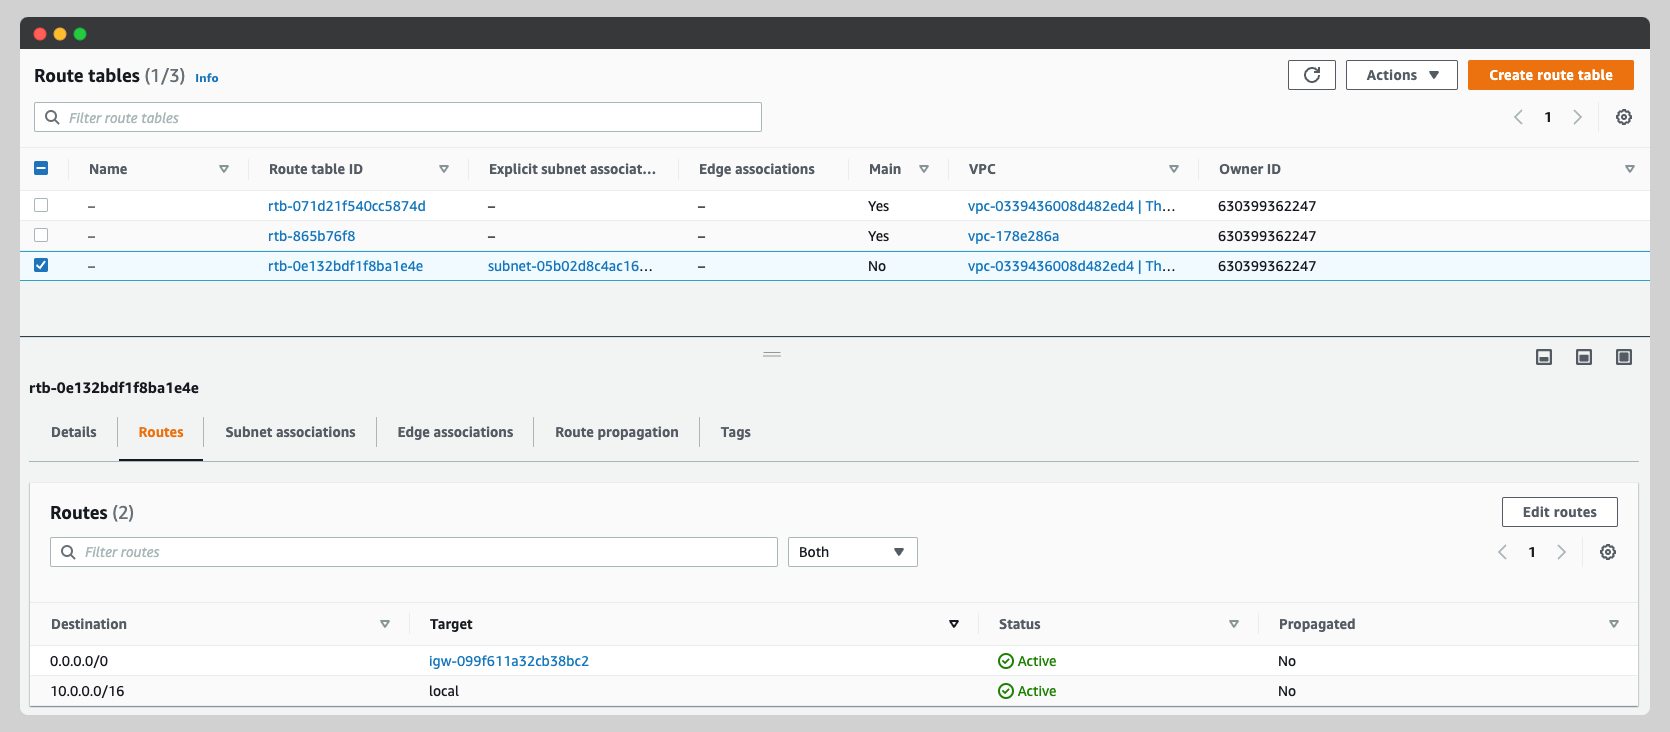 Route tables (1/3) Info
Actions
Create route table
Filter route tables
1
Name Route table ID Explicit subnet associat... Edge associations Main VPC Owner ID
– rtb-071d21f540cc5874d – – Yes vpc-0339436008d482ed4 | Th... 630399362247
– rtb-865b76f8 – – Yes vpc-178e286a 630399362247
– rtb-0e132bdf1f8ba1e4e subnet-05b02d8c4ac16... – No vpc-0339436008d482ed4 | Th... 630399362247
rtb-0e132bdf1f8ba1e4e
Details Routes Subnet associations Edge associations Route propagation Tags
Routes (2)
Edit routes
Filter routes
Both
1
Destination Target Status Propagated
0.0.0.0/0 igw-099f611a32cb38bc2 Active No
10.0.0.0/16 local Active No